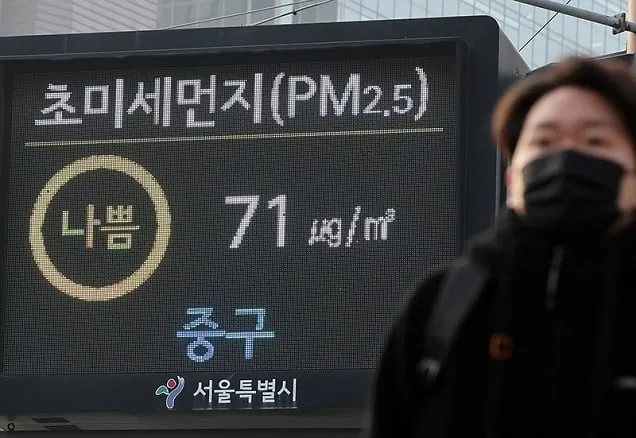 초미세먼지(PM2.5)
나쁨
71 ㎍/㎥
중구
서울특별시